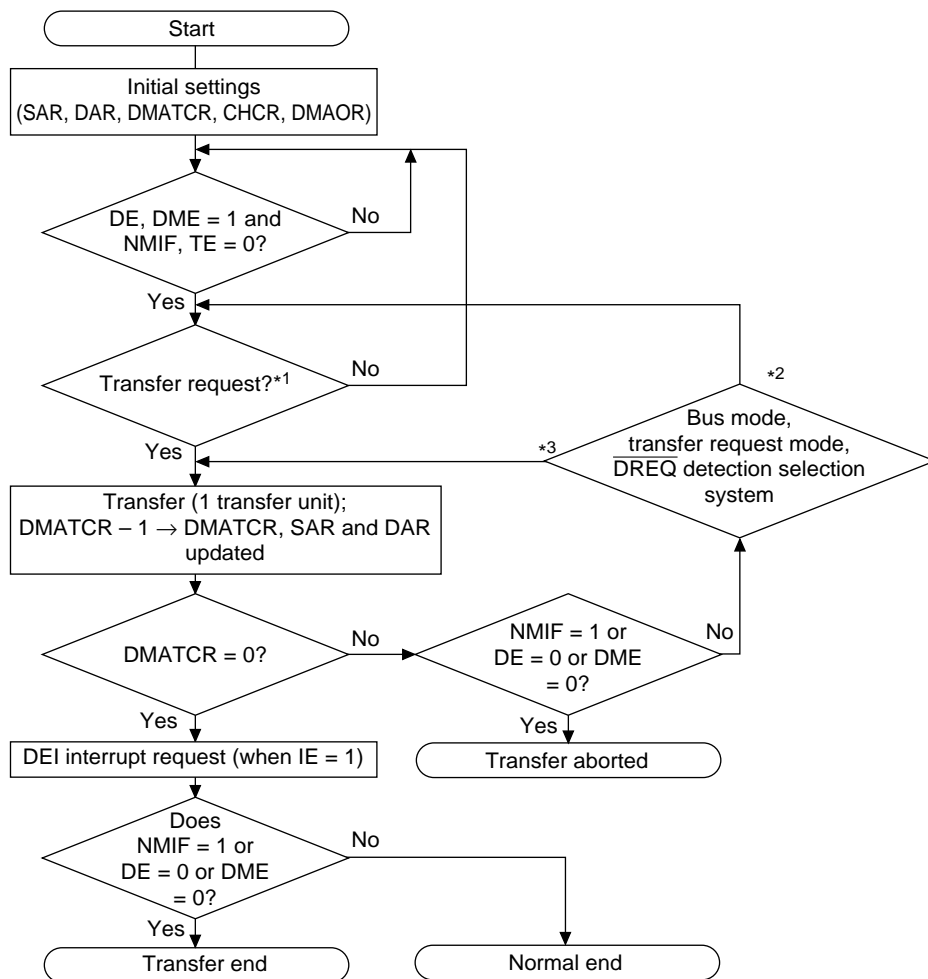 Start
Initial settings
(SAR, DAR, DMATCR, CHCR, DMAOR)
DE, DME = 1 and
NMIF, TE = 0?
No
Yes
Transfer request?*1
No
Yes
*2
Bus mode,
transfer request mode,
DREQ detection selection
system
*3
Transfer (1 transfer unit);
DMATCR – 1 → DMATCR, SAR and DAR
updated
DMATCR = 0?
No
Yes
NMIF = 1 or
DE = 0 or DME
= 0?
No
Yes
DEI interrupt request (when IE = 1)
Transfer aborted
Does
NMIF = 1 or
DE = 0 or DME
= 0?
No
Yes
Transfer end
Normal end